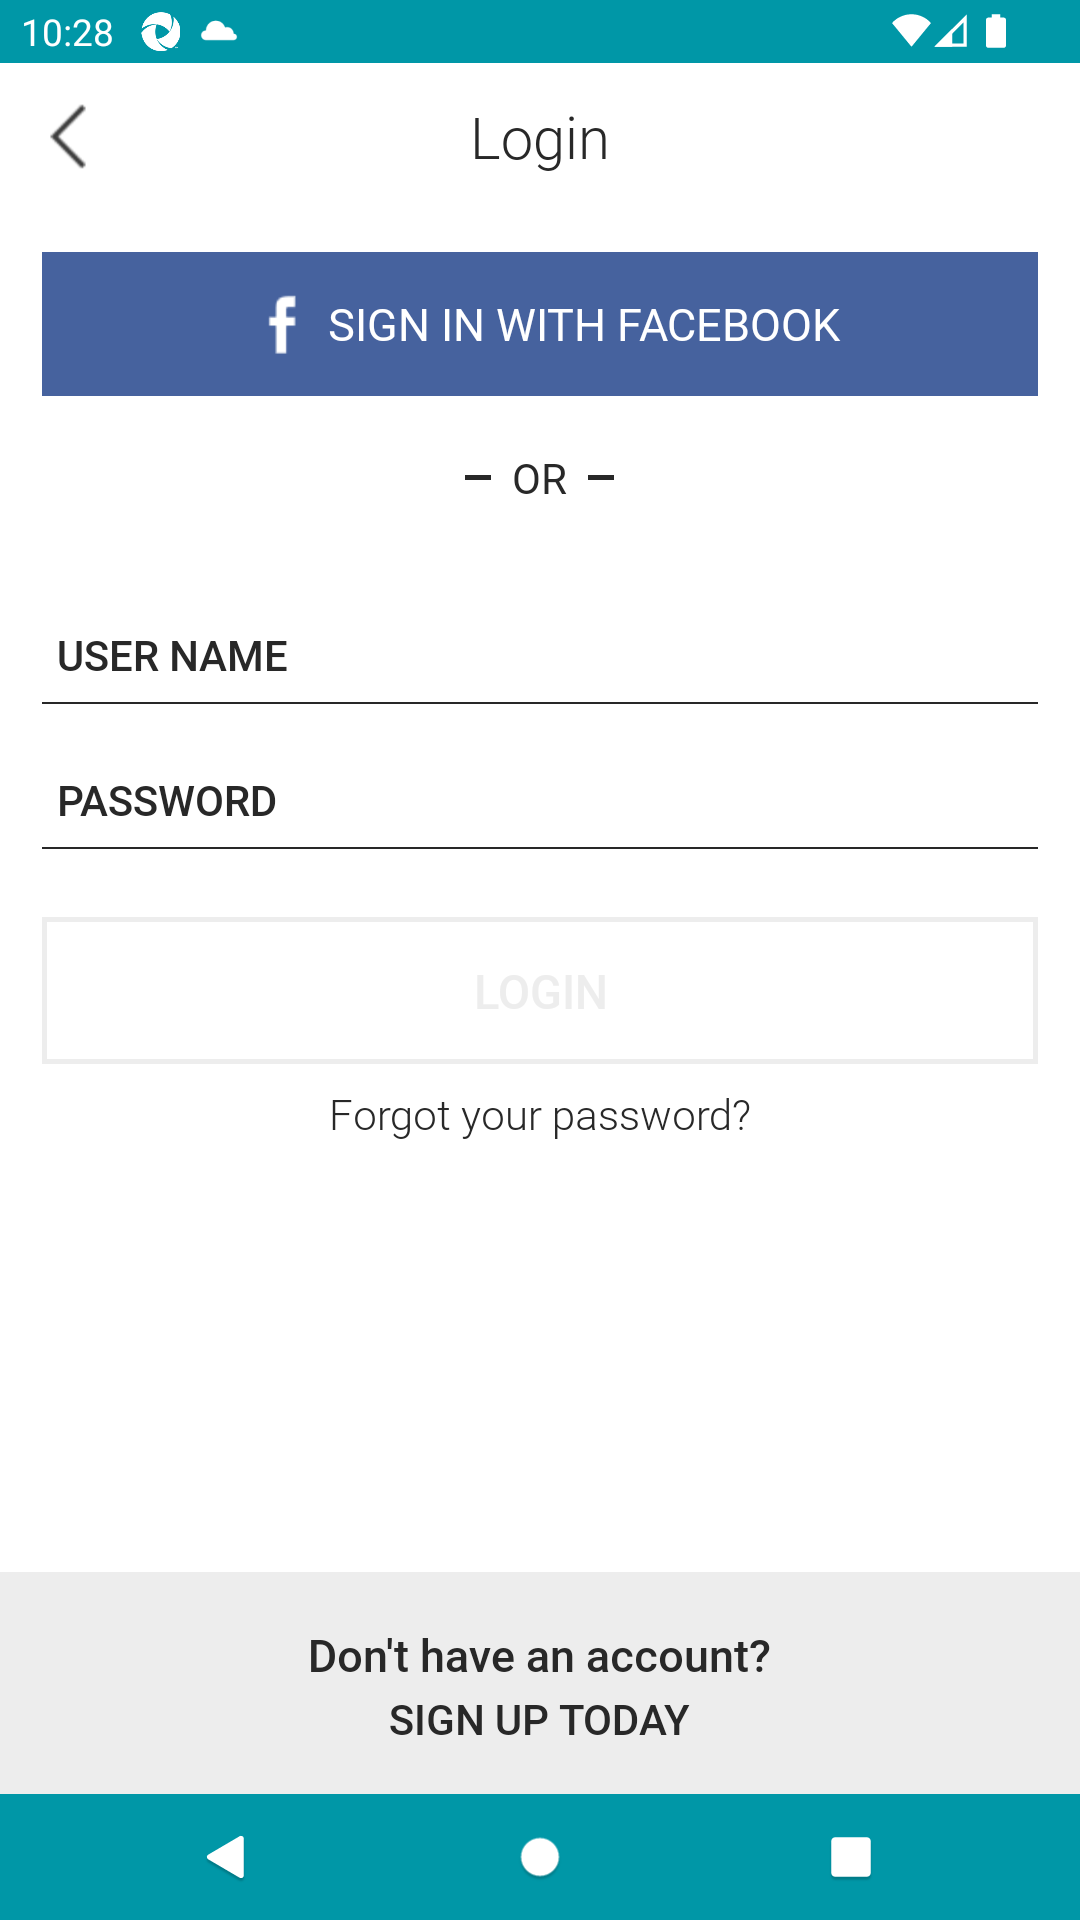 10:28
Login
f SIGN IN WITH FACEBOOK
– OR –
USER NAME
PASSWORD
LOGIN
Forgot your password?
Don't have an account?
SIGN UP TODAY